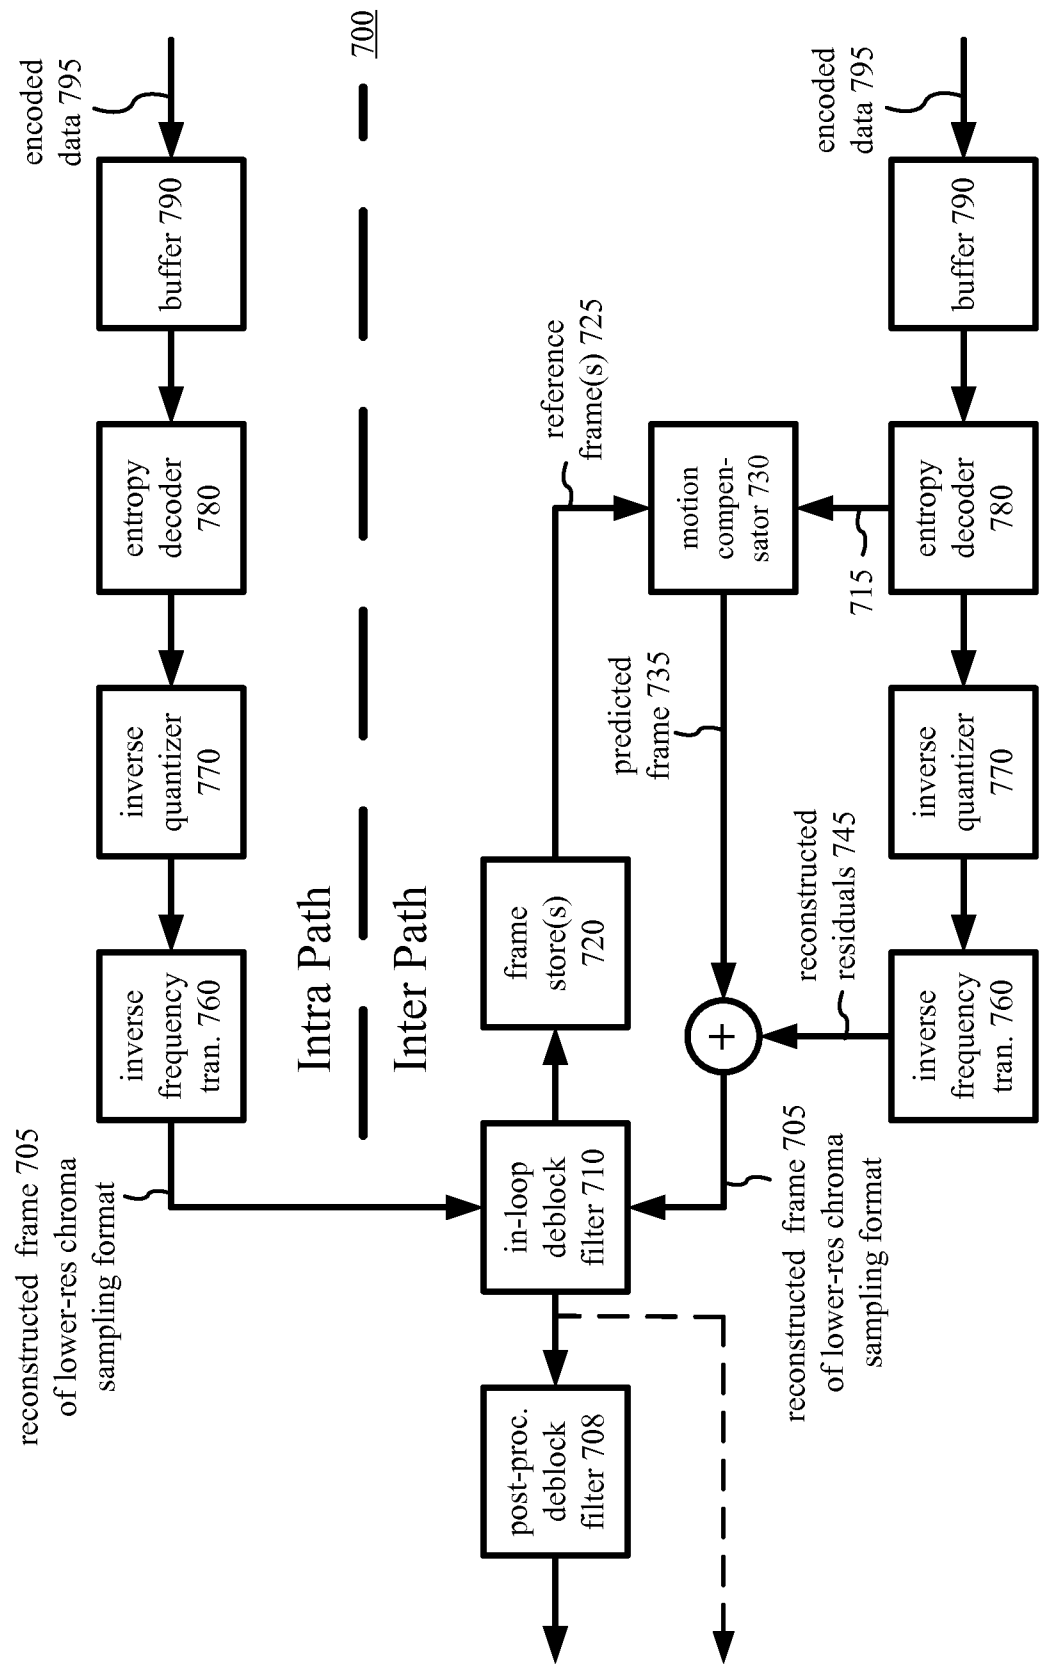 700
encoded
data 795
buffer 790
entropy
decoder
780
inverse
quantizer
770
inverse
frequency
tran. 760
reconstructed frame 705
of lower-res chroma
sampling format
Intra Path
Inter Path
reference
frame(s) 725
frame
store(s)
720
motion
compen-
sator 730
predicted
frame 735
715
+
in-loop
deblock
filter 710
post-proc.
deblock
filter 708
encoded
data 795
buffer 790
entropy
decoder
780
inverse
quantizer
770
inverse
frequency
tran. 760
reconstructed
residuals 745
reconstructed frame 705
of lower-res chroma
sampling format